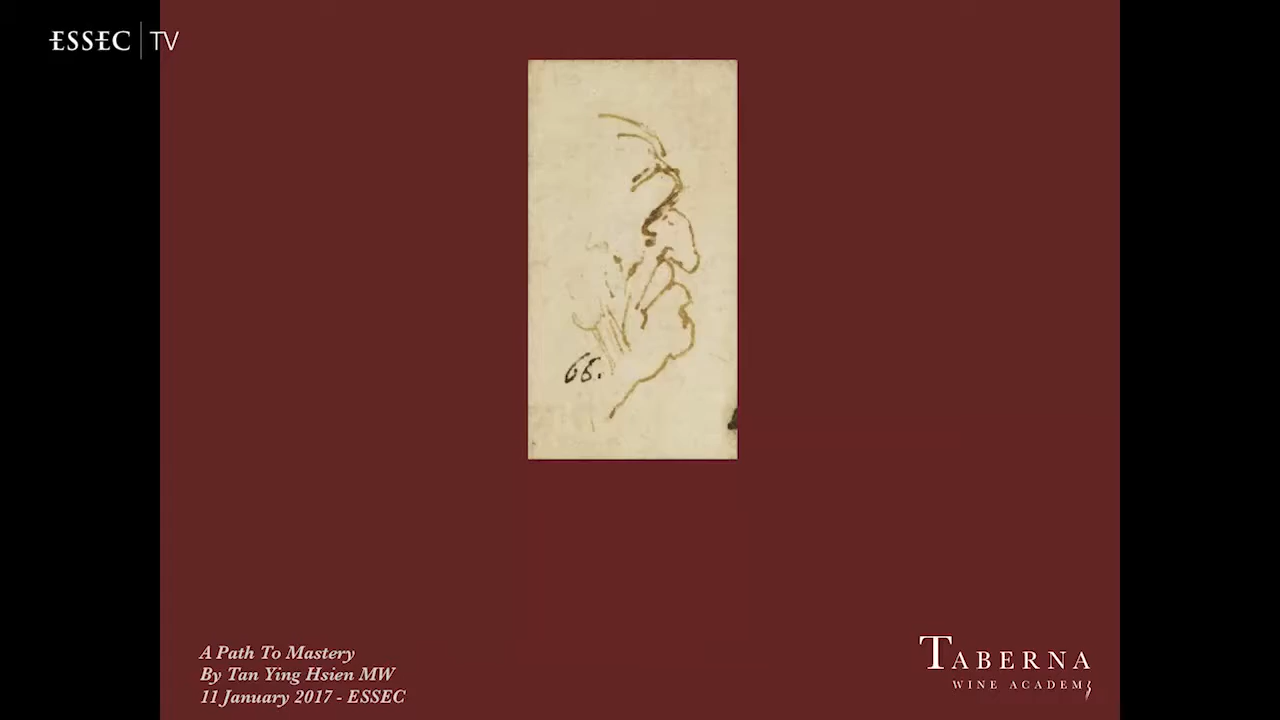 ESSEC TV
66.
A Path To Mastery
By Tan Ying Hsien MW
11 January 2017 - ESSEC
TABERNA
WINE ACADEMY